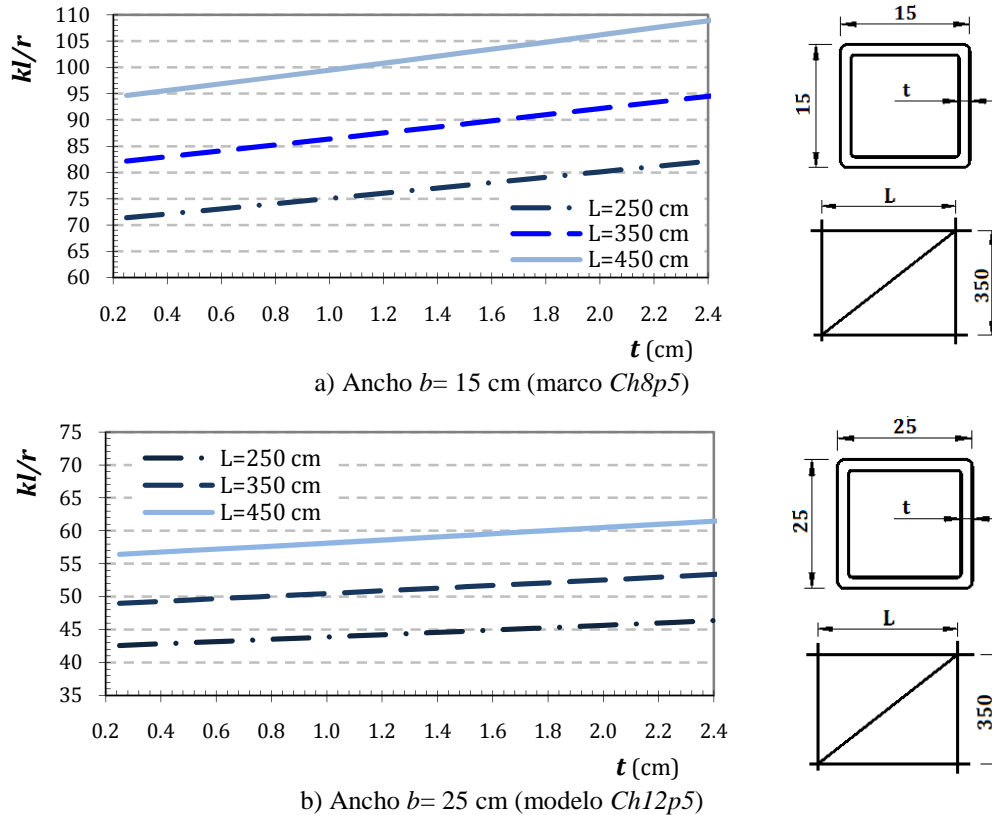 kl/r
110
105
100
95
90
85
80
75
70
65
60
L=250 cm
L=350 cm
L=450 cm
0.2 0.4 0.6 0.8 1.0 1.2 1.4 1.6 1.8 2.0 2.2 2.4
t (cm)
15
15
t
L
350
a) Ancho b= 15 cm (marco Ch8p5)
kl/r
75
70
65
60
55
50
45
40
35
L=250 cm
L=350 cm
L=450 cm
0.2 0.4 0.6 0.8 1.0 1.2 1.4 1.6 1.8 2.0 2.2 2.4
t (cm)
25
25
t
L
350
b) Ancho b= 25 cm (modelo Ch12p5)